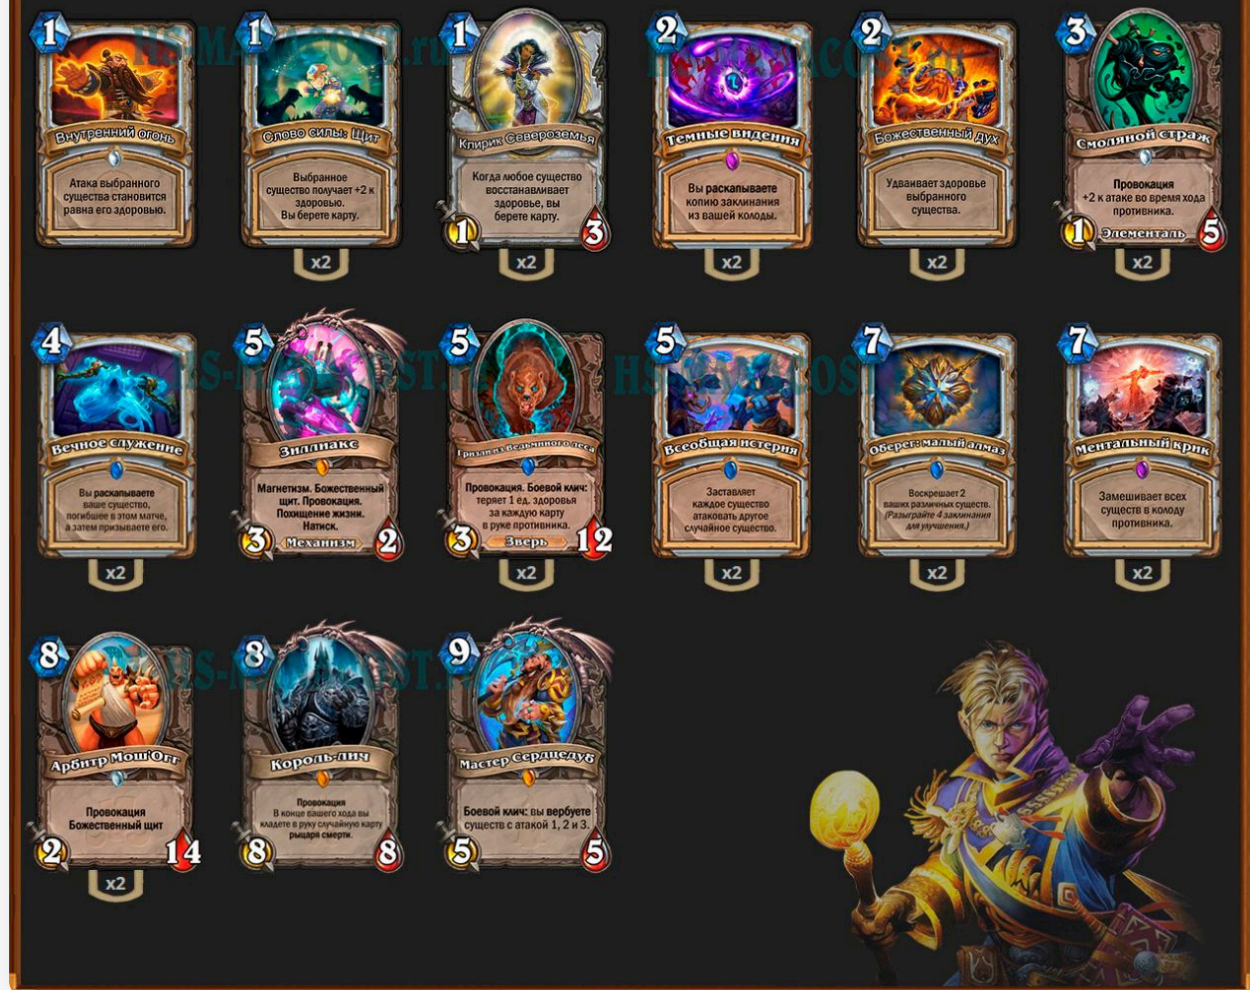 1
1
1
2
2
3
HS-MANACOST.ru
Внутренний огонь
Слово силы: Щит
Клирик Североземья
Темные видения
Божественный дух
Смоляной страж
Атака выбранного
существа становится
равна его здоровью.
Выбранное
существо получает +2 к
здоровью.
Вы берете карту.
Когда любое существо
восстанавливает
здоровье, вы
берете карту.
1
3
Вы раскапываете
копию заклинания
из вашей колоды.
Удваивает здоровье
выбранного
существа.
Провокация
+2 к атаке во время хода
противника.
1
Элементаль
5
x2
x2
x2
x2
x2
4
5
5
5
7
7
Вечное служение
Зиллиакс
Гризли из Ведьминого леса
Всеобщая истерия
Оберег: малый алмаз
Ментальный крик
Вы раскапываете
ваше существо,
погибшее в этом матче,
а затем призываете его.
Магнетизм. Божественный
щит. Провокация.
Похищение жизни.
Натиск.
3
Механизм
2
Провокация. Боевой клич:
теряет 1 ед. здоровья
за каждую карту
в руке противника.
3
Зверь
12
Заставляет
каждое существо
атаковать другое
случайное существо.
Воскрешает 2
ваших различных существ.
(Разыграйте 4 заклинания
для улучшения.)
Замешивает всех
существ в колоду
противника.
x2
x2
x2
x2
x2
8
8
9
Арбитр Мош'Огг
Король-лич
Мастер Сердцедуб
Провокация
Божественный щит
2
14
Провокация
В конце вашего хода вы
кладете в руку случайную карту
рыцаря смерти.
8
8
Боевой клич: вы вербуете
существ с атакой 1, 2 и 3.
5
5
x2